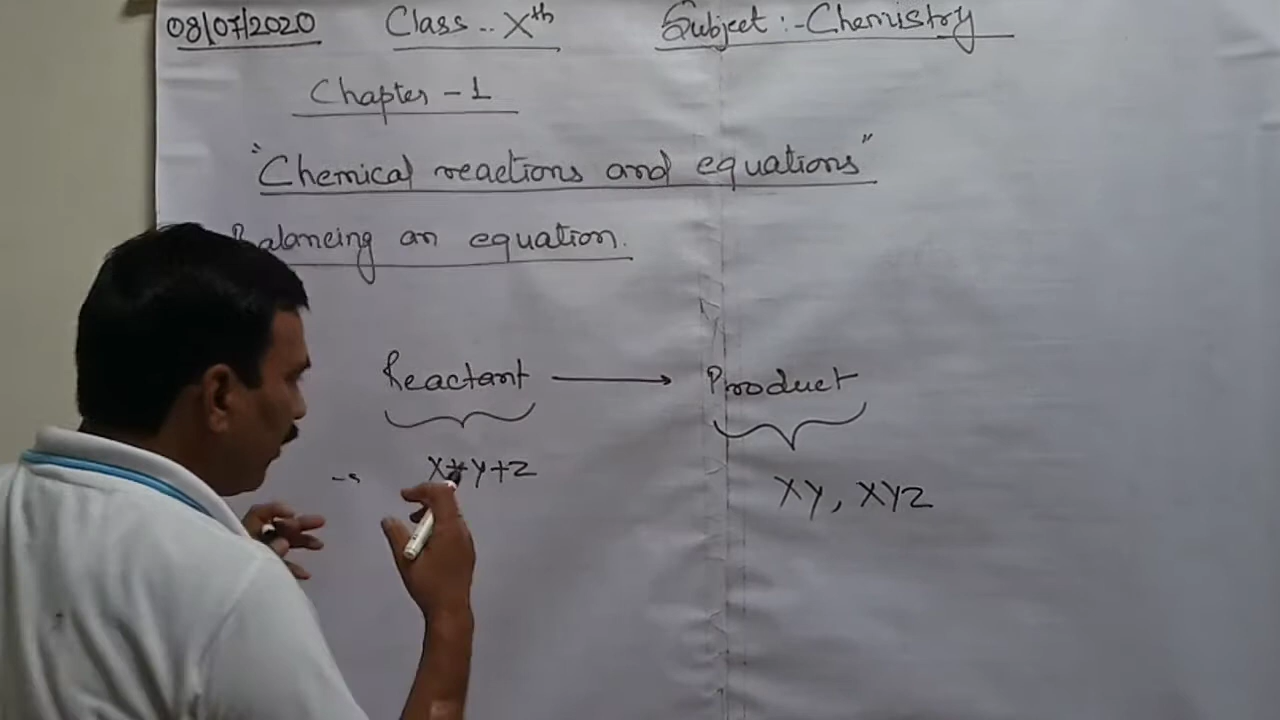 08/07/2020 Class.. Xth Subject :- Chemistry
Chapter - 1
"Chemical reactions and equations"
Balancing an equation.
Reactant → Product
X+Y+Z
XY, XYZ